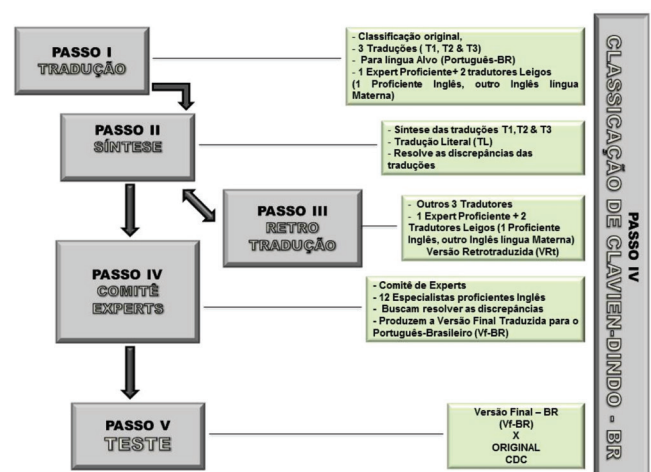 PASSO I
TRADUÇÃO
- Classificação original,
- 3 Traduções ( T1, T2 & T3)
- Para língua Alvo (Português-BR)
- 1 Expert Proficiente+ 2 tradutores Leigos
(1 Proficiente Inglês, outro Inglês lingua
Materna)
PASSO II
SÍNTESE
- Síntese das traduções T1,T2 & T3
- Tradução Literal (TL)
- Resolve as discrepâncias das
traduções
PASSO III
RETRO
TRADUÇÃO
- Outros 3 Tradutores
- 1 Expert Proficiente + 2
Tradutores Leigos (1 Proficiente
Inglês, outro Inglês lingua Materna)
Versão Retrotraduzida (VRt)
PASSO IV
COMITÊ
EXPERTS
- Comitê de Experts
- 12 Especialistas proficientes Inglês
- Buscam resolver as discrepâncias
- Produzem a Versão Final Traduzida para o
Português-Brasileiro (Vf-BR)
PASSO V
TESTE
Versão Final – BR
(Vf-BR)
X
ORIGINAL
CDC
PASSO IV
CLASSICAÇÃO DE CLAVIEN-DINDO - BR